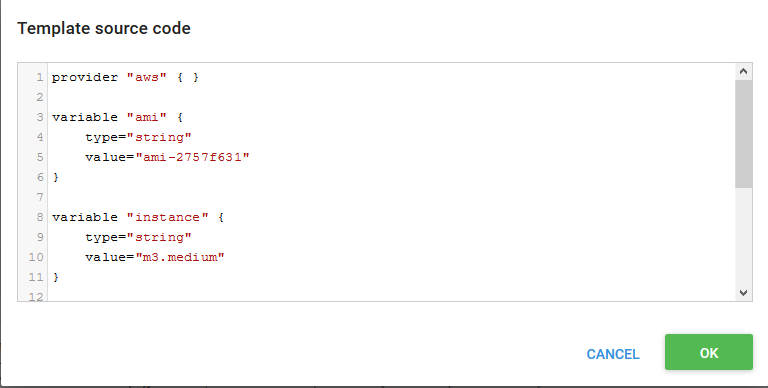 Template source code
1 provider "aws" { }
2
3 variable "ami" {
4     type="string"
5     value="ami-2757f631"
6 }
7
8 variable "instance" {
9     type="string"
10     value="m3.medium"
11 }
12
CANCEL OK